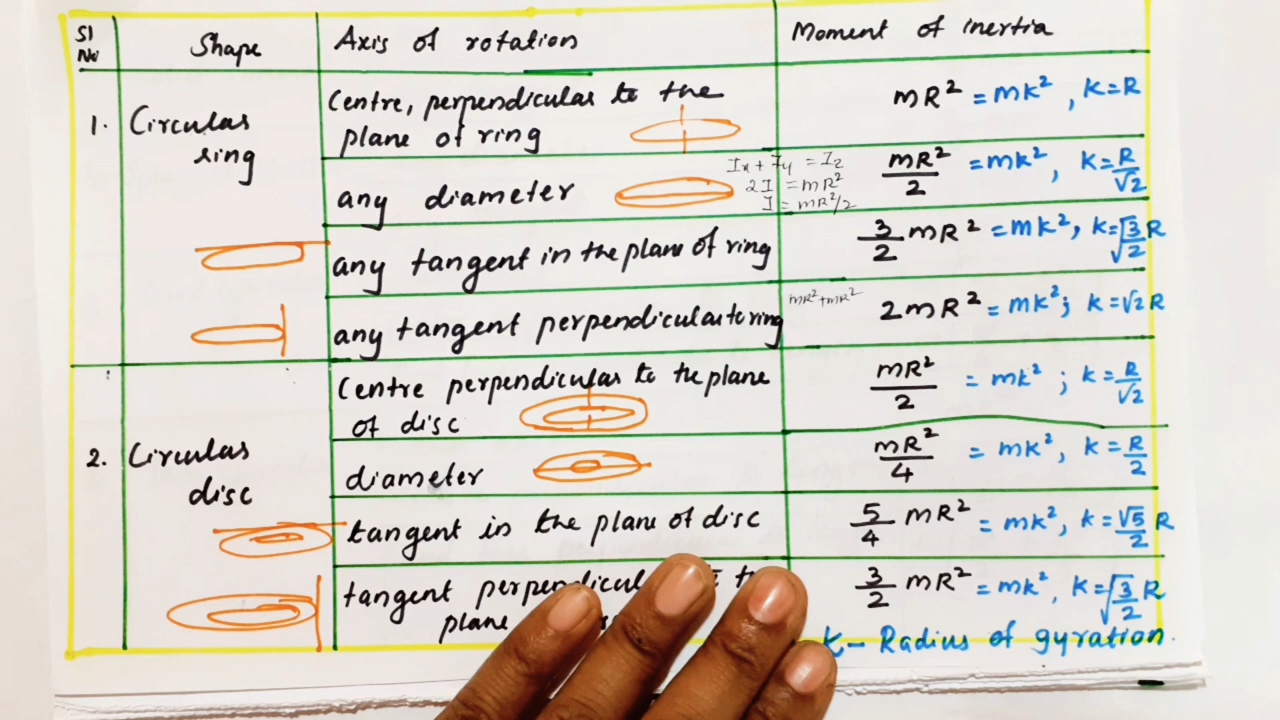 Sl No Shape Axis of rotation Moment of inertia
1. Circular ring
Centre, perpendicular to the
plane of ring
mR² = mk², k=R
any diameter
Ix + Iy = Iz
2I = mR²
I = mR²/2
mR²/2 = mk², k=R/√2
any tangent in the plane of ring
3/2 mR² = mk², k=√3/2 R
any tangent perpendicular to ring
mR²+mR²
2mR² = mk²; k=√2R
2. Circular disc
Centre perpendicular to the plane
of disc
mR²/2 = mk²; k=R/√2
diameter
mR²/4 = mk², k=R/2
tangent in the plane of disc
5/4 mR² = mk², k=√5/2 R
tangent
plane
3/2 mR² = mk², k=√3/2 R
K- Radius of gyration